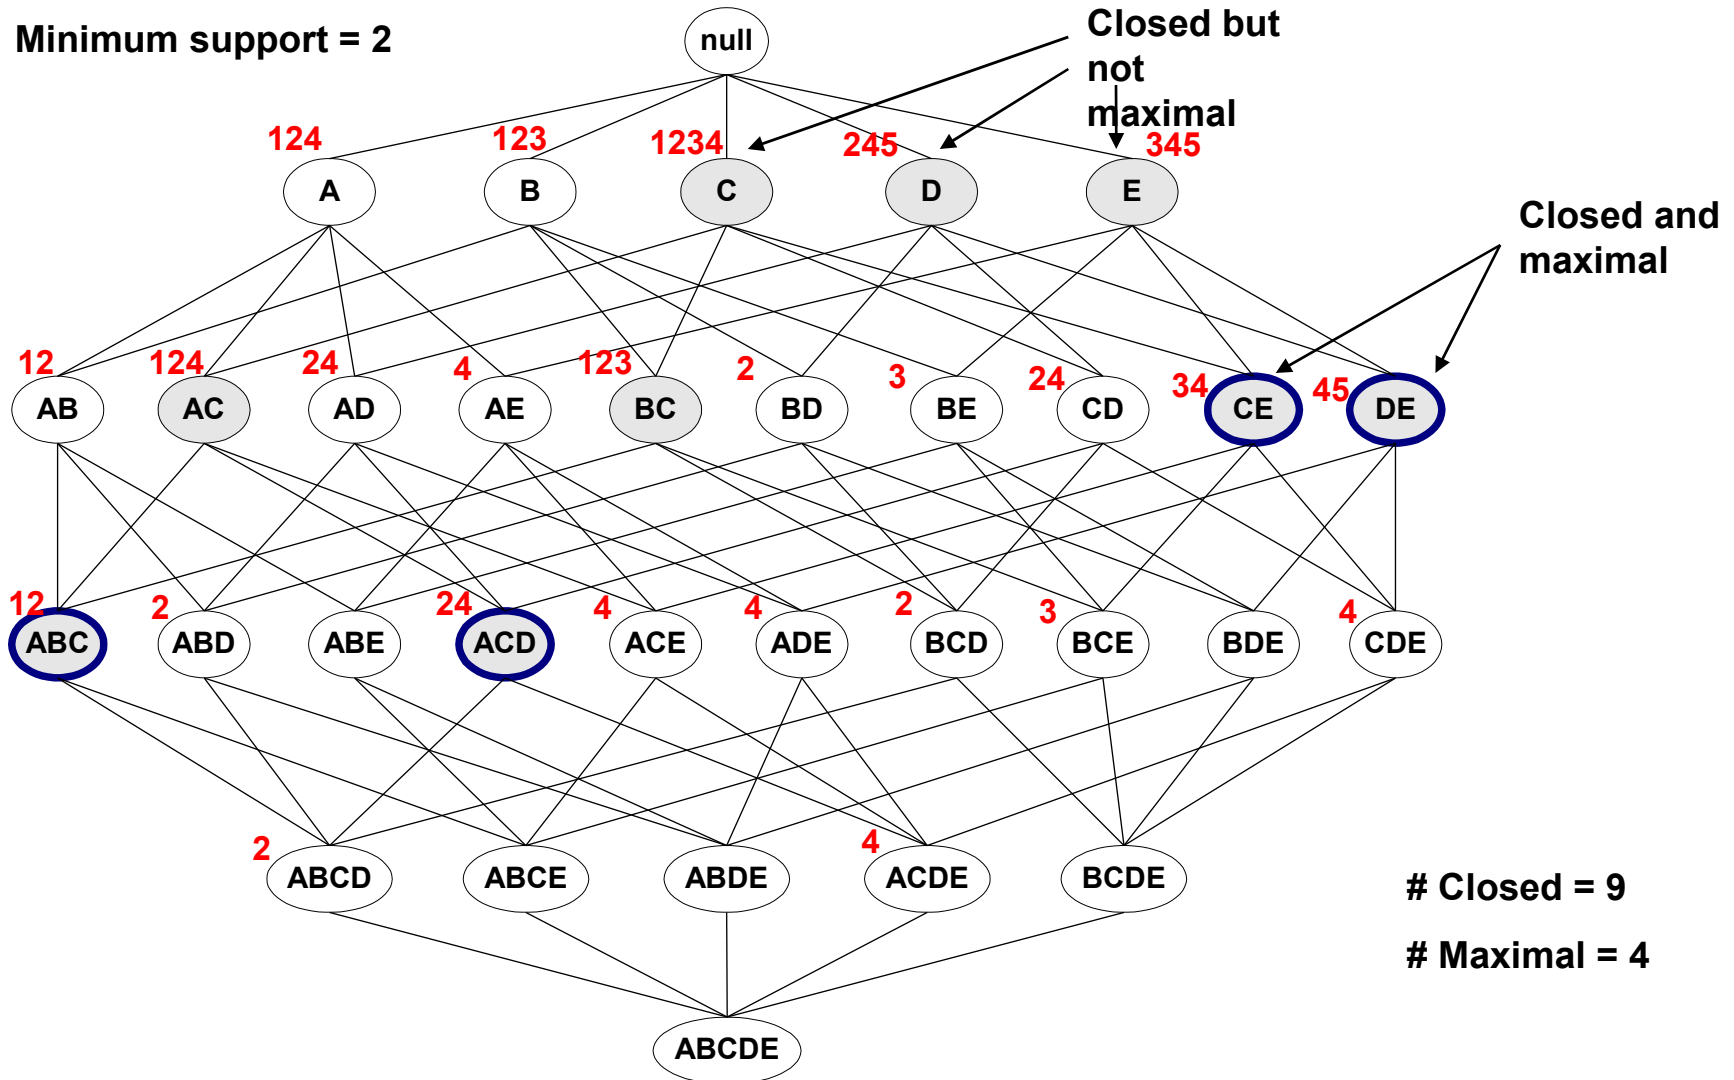 Minimum support = 2
null
Closed but
not
maximal
124
123
1234
245
345
A
B
C
D
E
Closed and
maximal
12
124
24
4
123
2
3
24
34
45
AB
AC
AD
AE
BC
BD
BE
CD
CE
DE
12
2
24
4
4
2
3
4
ABC
ABD
ABE
ACD
ACE
ADE
BCD
BCE
BDE
CDE
2
4
ABCD
ABCE
ABDE
ACDE
BCDE
# Closed = 9
# Maximal = 4
ABCDE